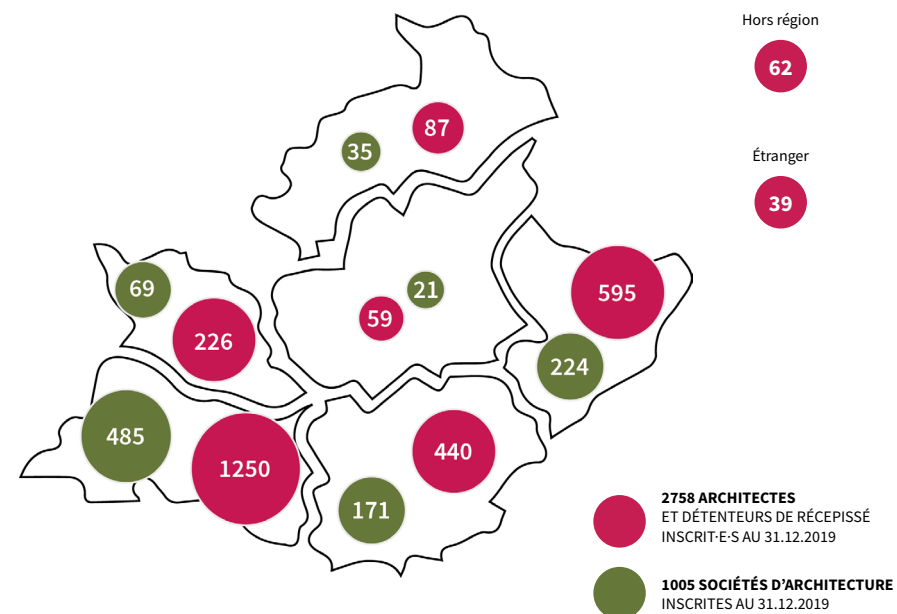 Hors région
62
Étranger
39
35
87
69
226
59
21
595
224
485
1250
440
171
2758 ARCHITECTES
ET DÉTENTEURS DE RÉCEPISSÉ
INSCRIT·E·S AU 31.12.2019
1005 SOCIÉTÉS D’ARCHITECTURE
INSCRITES AU 31.12.2019